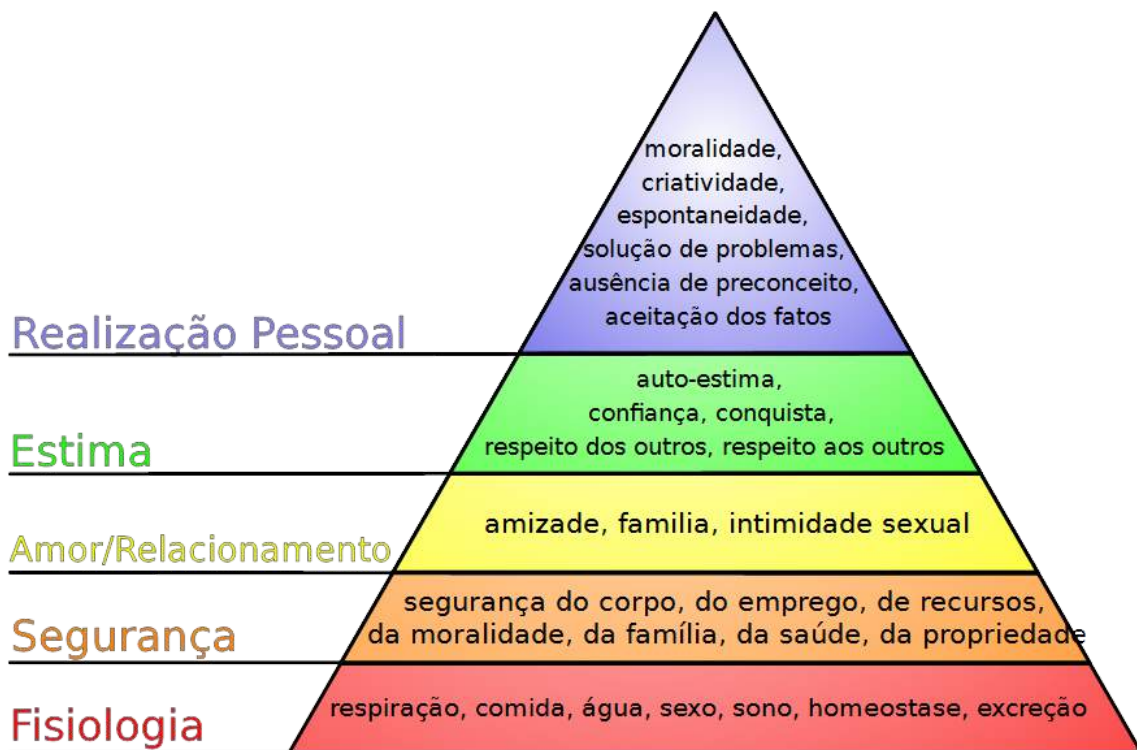 moralidade,
criatividade,
espontaneidade,
solução de problemas,
ausência de preconceito,
aceitação dos fatos
Realização Pessoal
auto-estima,
confiança, conquista,
respeito dos outros, respeito aos outros
Estima
amizade, familia, intimidade sexual
Amor/Relacionamento
segurança do corpo, do emprego, de recursos,
da moralidade, da família, da saúde, da propriedade
Segurança
respiração, comida, água, sexo, sono, homeostase, excreção
Fisiologia